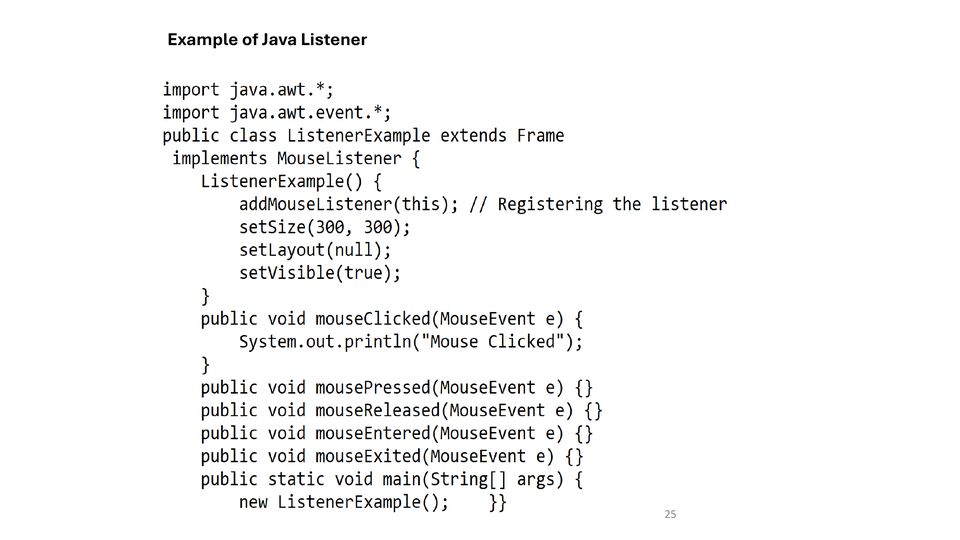 Example of Java Listener
import java.awt.*;
import java.awt.event.*;
public class ListenerExample extends Frame
 implements MouseListener {
    ListenerExample() {
        addMouseListener(this); // Registering the listener
        setSize(300, 300);
        setLayout(null);
        setVisible(true);
    }
    public void mouseClicked(MouseEvent e) {
        System.out.println("Mouse Clicked");
    }
    public void mousePressed(MouseEvent e) {}
    public void mouseReleased(MouseEvent e) {}
    public void mouseEntered(MouseEvent e) {}
    public void mouseExited(MouseEvent e) {}
    public static void main(String[] args) {
        new ListenerExample();    }}
25